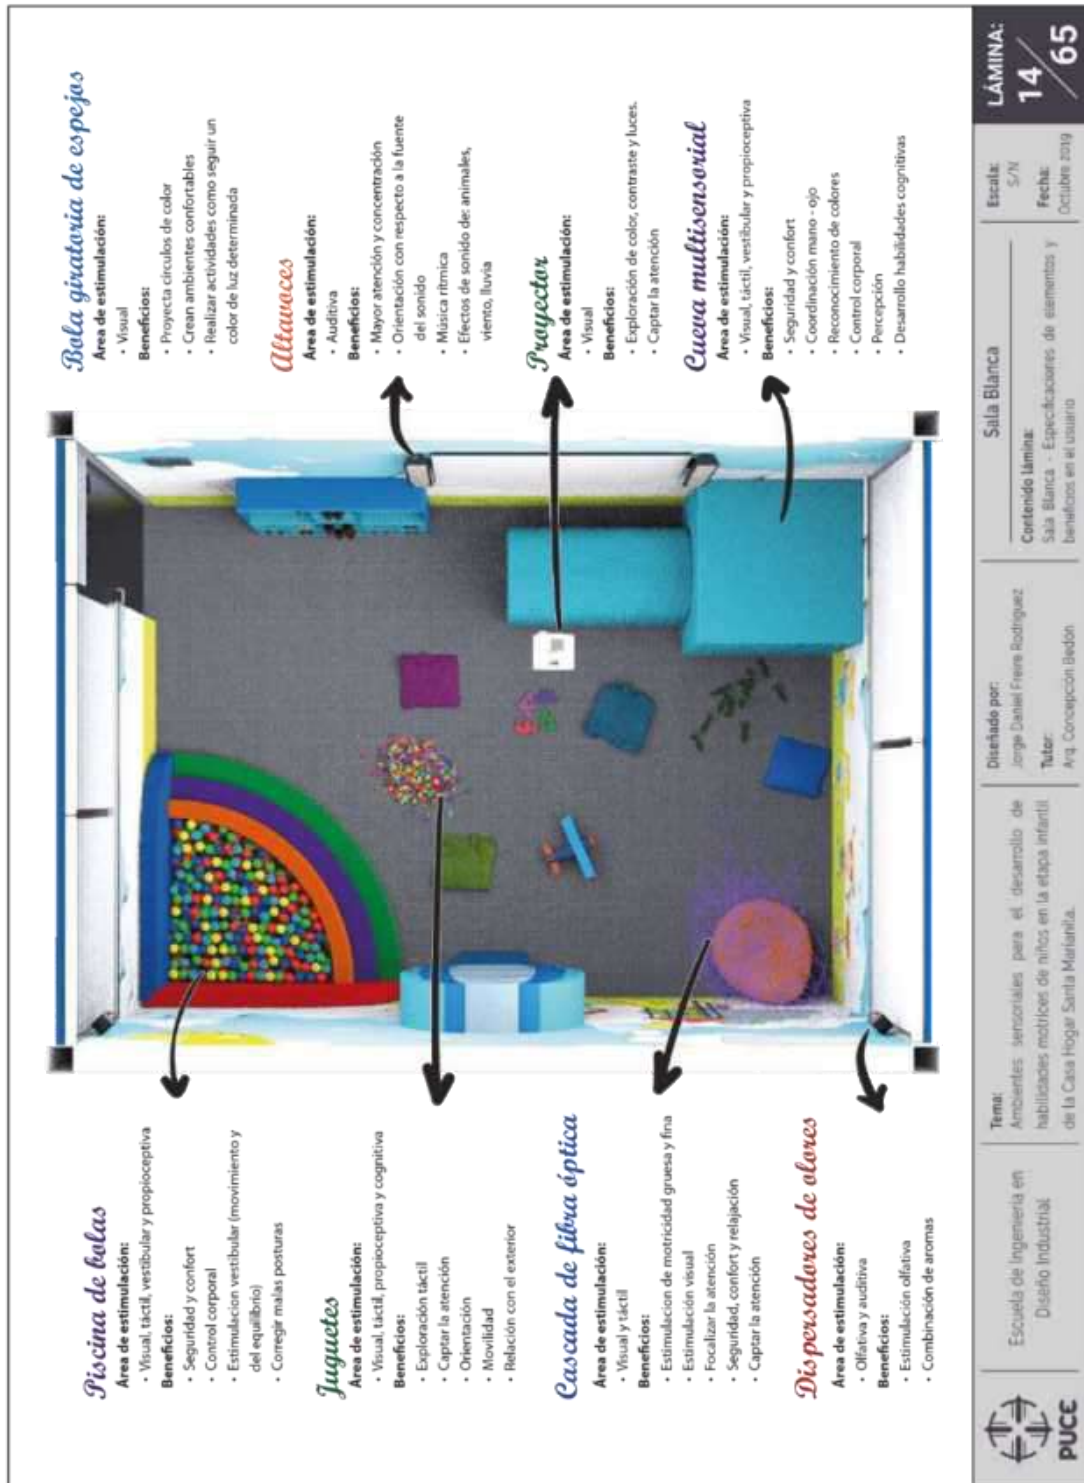 Piscina de bolas
Área de estimulación:
• Visual, táctil, vestibular y propioceptiva
Beneficios:
• Seguridad y confort
• Control corporal
• Estimulacion vestibular (movimiento y
del equilibrio)
• Corregir malas posturas
Juguetes
Área de estimulación:
• Visual, táctil, propioceptiva y cognitiva
Beneficios:
• Exploración táctil
• Captar la atención
• Orientación
• Movilidad
• Relación con el exterior
Cascada de fibra óptica
Área de estimulación:
• Visual y táctil
Beneficios:
• Estimulacion de motricidad gruesa y fina
• Estimulación visual
• Focalizar la atención
• Seguridad, confort y relajación
• Captar la atención
Dispersadores de olores
Área de estimulación:
• Olfativa y auditiva
Beneficios:
• Estimulación olfativa
• Combinación de aromas
Bola giratoria de espejos
Área de estimulación:
• Visual
Beneficios:
• Proyecta círculos de color
• Crean ambientes confortables
• Realizar actividades como seguir un
color de luz determinada
Altavoces
Área de estimulación:
• Auditiva
Beneficios:
• Mayor atención y concentración
• Orientación con respecto a la fuente
del sonido
• Música rítmica
• Efectos de sonido de: animales,
viento, lluvia
Proyector
Área de estimulación:
• Visual
Beneficios:
• Exploración de color, contraste y luces.
• Captar la atención
Cueva multisensorial
Área de estimulación:
• Visual, táctil, vestibular y propioceptiva
Beneficios:
• Seguridad y confort
• Coordinación mano - ojo
• Reconocimiento de colores
• Control corporal
• Percepción
• Desarrollo habilidades cognitivas
PUCE
Escuela de Ingeniería en
Diseño Industrial
Tema:
Ambientes sensoriales para el desarrollo de
habilidades motrices de niños en la etapa infantil
de la Casa Hogar Santa Marianita.
Diseñado por:
Jorge Daniel Freire Rodríguez
Tutor:
Arq. Concepción Bedón
Sala Blanca
Contenido lámina:
Sala Blanca - Especificaciones de elementos y
beneficios en el usuario
Escala:
S/N
Fecha:
Octubre 2019
LÁMINA:
14/65